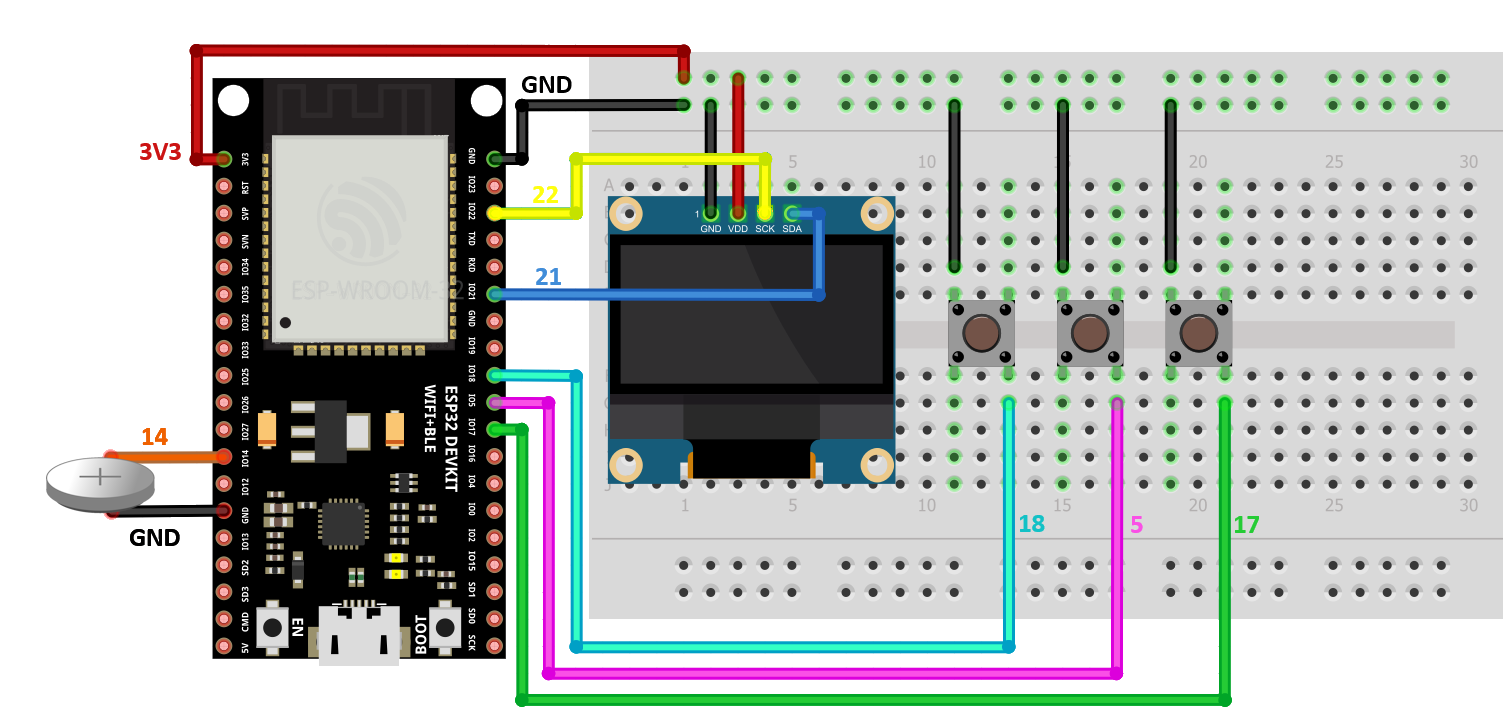 GND
3V3
22
21
14
GND
18
5
17
3V3
RST
SVP
SVN
IO34
IO35
IO32
IO33
IO25
IO26
IO27
IO14
IO12
GND
IO13
SD2
SD3
CMD
5V
GND
IO23
IO22
TXD
RXD
IO21
GND
IO19
IO18
IO5
IO17
IO16
IO4
IO0
IO2
IO15
SD1
SD0
SCK
ESP-WROOM-32
ESP32 DEVKIT
WIFI+BLE
EN
BOOT
1
GND VDD SCK SDA
1 5 10 15 20 25 30
A
J
1 5 10 15 20 25 30